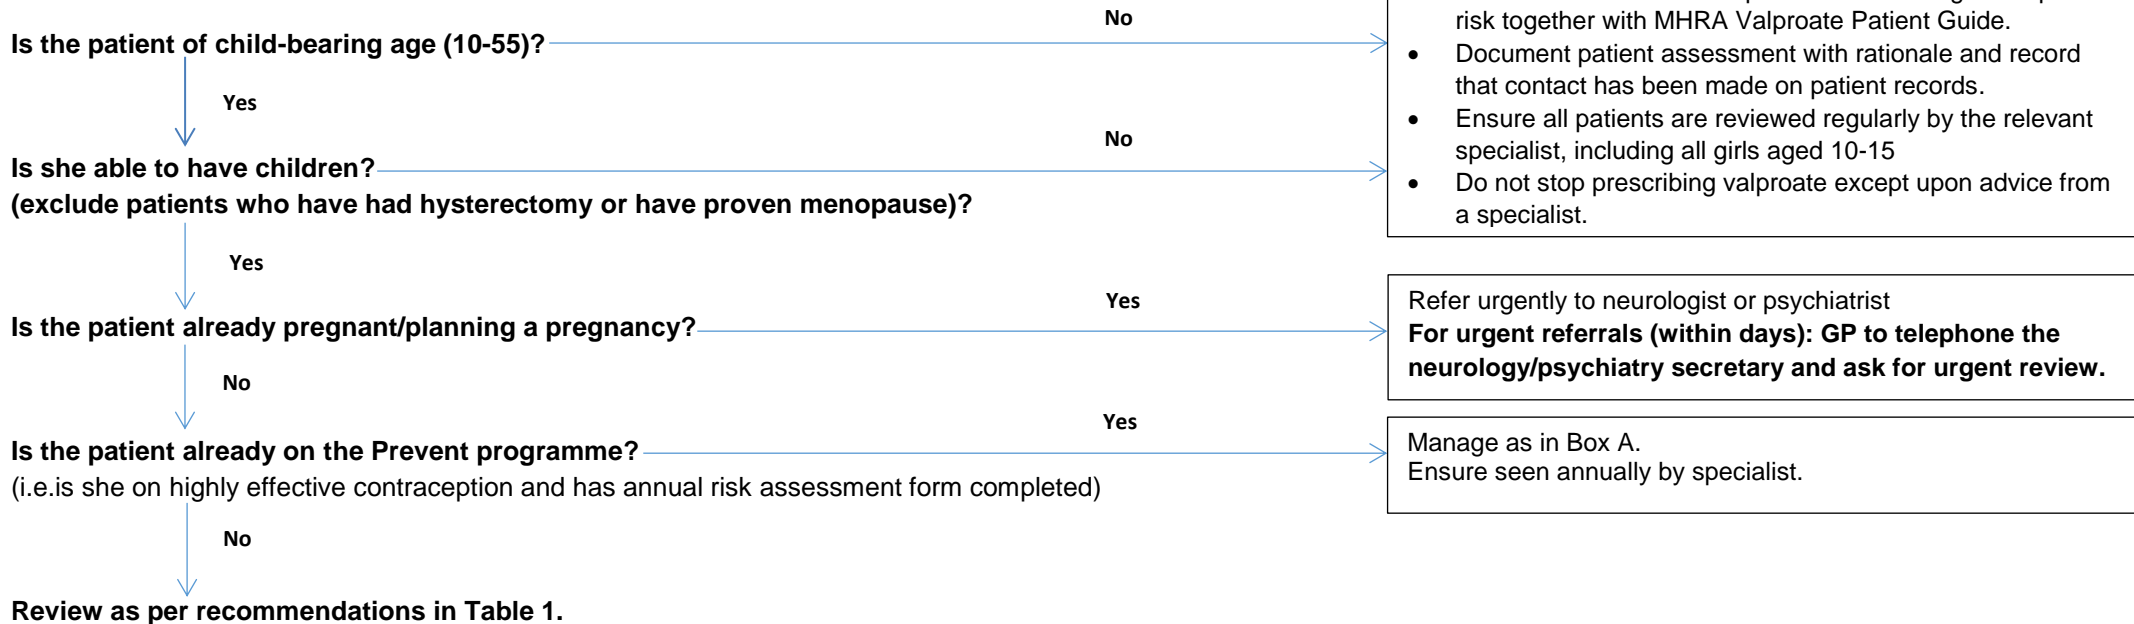 No
risk together with MHRA Valproate Patient Guide.
Is the patient of child-bearing age (10-55)?
• Document patient assessment with rationale and record
that contact has been made on patient records.
Yes
• Ensure all patients are reviewed regularly by the relevant
specialist, including all girls aged 10-15
No
Is she able to have children?
(exclude patients who have had hysterectomy or have proven menopause)?
• Do not stop prescribing valproate except upon advice from
a specialist.
Yes
Yes
Refer urgently to neurologist or psychiatrist
Is the patient already pregnant/planning a pregnancy?
For urgent referrals (within days): GP to telephone the
neurology/psychiatry secretary and ask for urgent review.
No
Yes
Is the patient already on the Prevent programme?
(i.e.is she on highly effective contraception and has annual risk assessment form completed)
Manage as in Box A.
Ensure seen annually by specialist.
No
Review as per recommendations in Table 1.